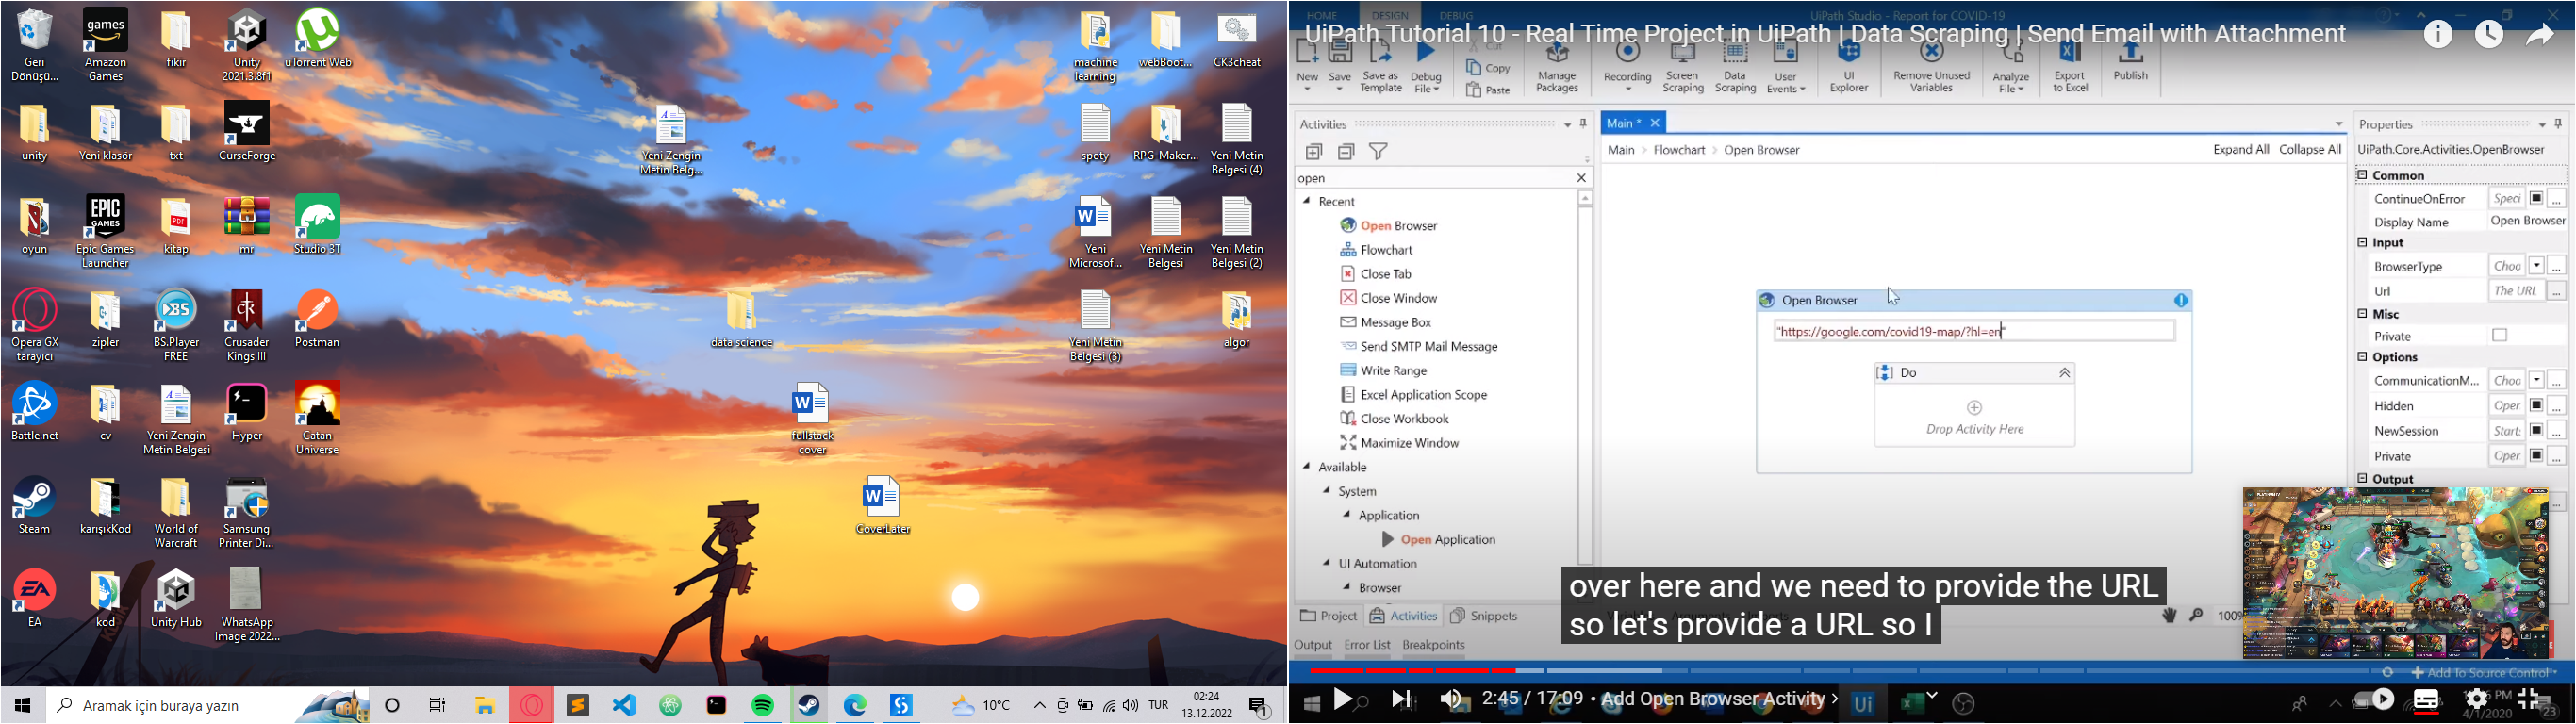 Geri
Dönüşü...
Amazon
Games
fikir
Unity
2021.3.8f1
uTorrent Web
unity
Yeni klasör
txt
CurseForge
oyun
Epic Games
Launcher
kitap
mr
Studio 3T
Opera GX
tarayıcı
zipler
BS.Player
FREE
Crusader
Kings III
Postman
Battle.net
cv
Yeni Zengin
Metin Belgesi
Hyper
Catan
Universe
Steam
karışıkKod
World of
Warcraft
Samsung
Printer Di...
EA
kod
Unity Hub
WhatsApp
Image 2022...
Yeni Zengin
Metin Belg...
data science
fullstack
cover
CoverLater
machine
learning
webBoot...
CK3cheat
spoty
RPG-Maker...
Yeni Metin
Belgesi (4)
Yeni
Microsof...
Yeni Metin
Belgesi
Yeni Metin
Belgesi (2)
Yeni Metin
Belgesi (3)
algor
Aramak için buraya yazın
10°C
TUR
02:24
13.12.2022
HOME
DESIGN
DEBUG
UiPath Studio - Report for COVID-19
UiPath Tutorial 10 - Real Time Project in UiPath | Data Scraping | Send Email with Attachment
New
Save
Save as
Template
Debug
File
Cut
Copy
Paste
Manage
Packages
Recording
Screen
Scraping
Data
Scraping
User
Events
UI
Explorer
Remove Unused
Variables
Analyze
File
Export
to Excel
Publish
Activities
open
Recent
Open Browser
Flowchart
Close Tab
Close Window
Message Box
Send SMTP Mail Message
Write Range
Excel Application Scope
Close Workbook
Maximize Window
Available
System
Application
Open Application
UI Automation
Browser
Project
Activities
Snippets
Output
Error List
Breakpoints
Main *
Main > Flowchart > Open Browser
Expand All
Collapse All
Open Browser
"https://google.com/covid19-map/?hl=en"
Do
Drop Activity Here
100%
Properties
UiPath.Core.Activities.OpenBrowser
Common
ContinueOnError
Speci
Display Name
Open Browser
Input
BrowserType
Choo
Url
The URL
Misc
Private
Options
CommunicationM...
Choo
Hidden
Oper
NewSession
Start:
Private
Oper
Output
over here and we need to provide the URL
so let's provide a URL so I
Add To Source Control
2:45 / 17:09 • Add Open Browser Activity
4/1/2020